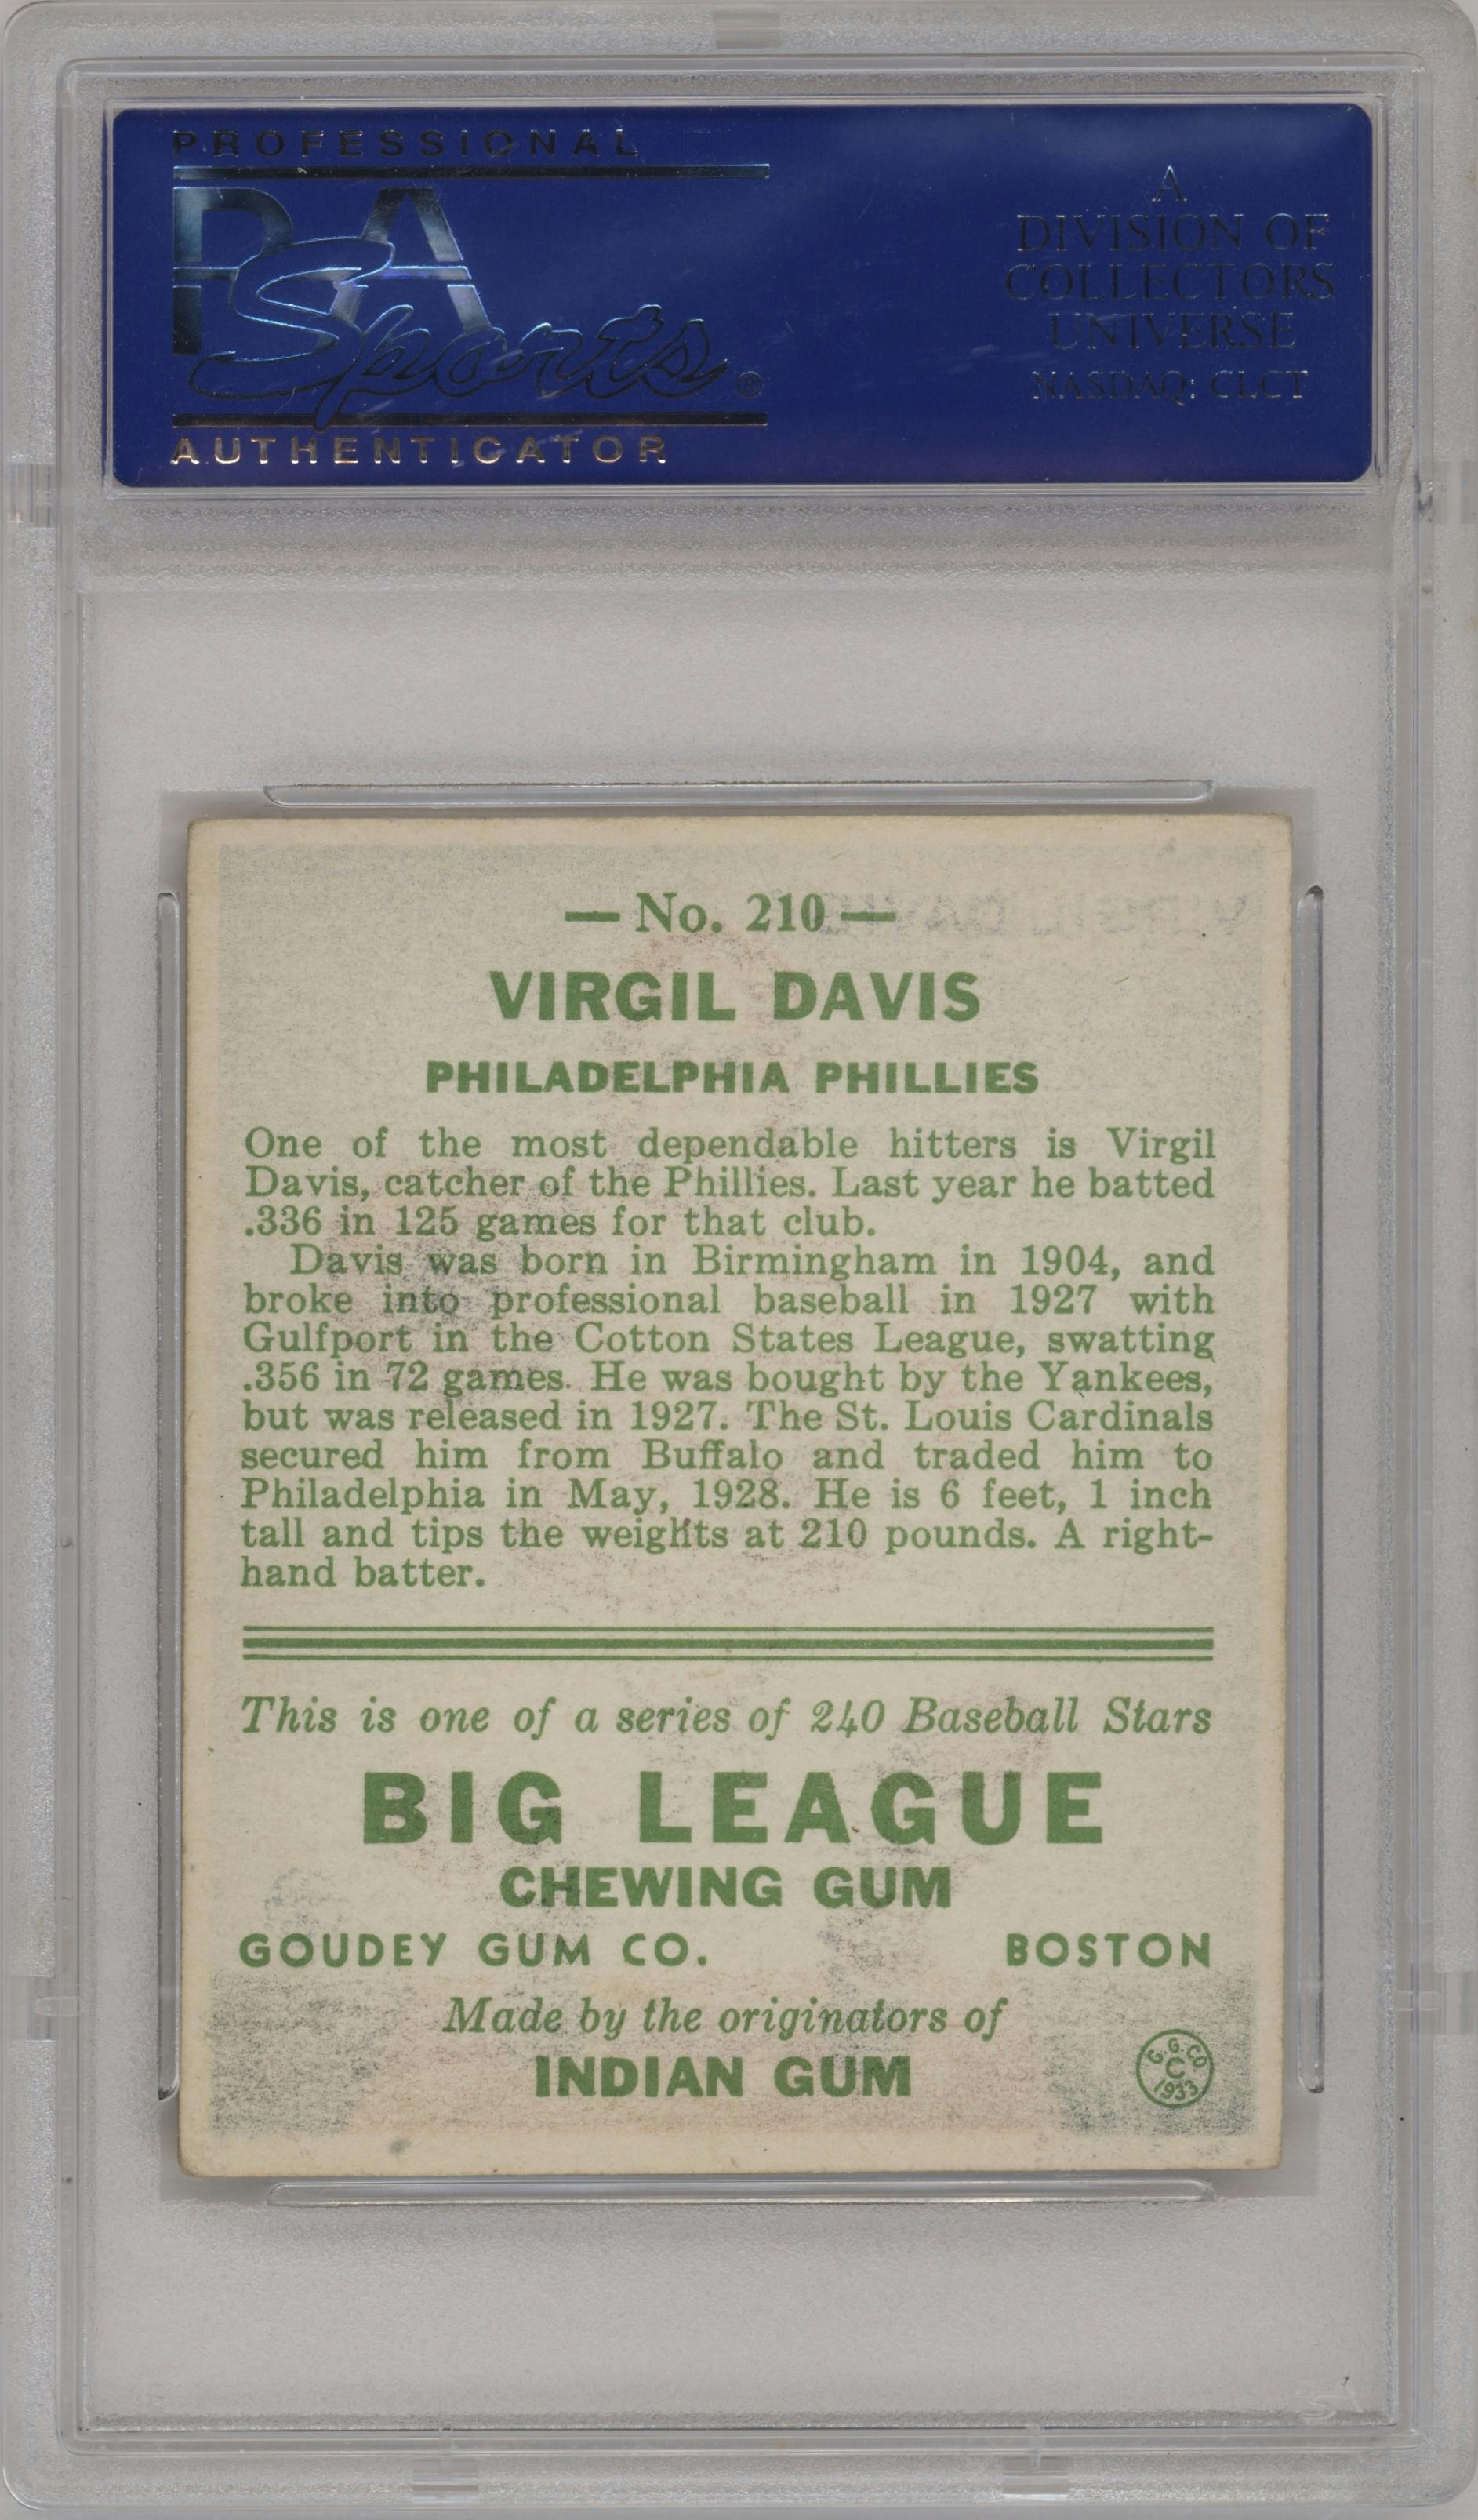 PROFESSIONAL
PSA
Sports®
AUTHENTICATOR
A
DIVISION OF
COLLECTORS
UNIVERSE
NASDAQ: CLCT
— No. 210 —
VIRGIL DAVIS
PHILADELPHIA PHILLIES
One of the most dependable hitters is Virgil
Davis, catcher of the Phillies. Last year he batted
.336 in 125 games for that club.
Davis was born in Birmingham in 1904, and
broke into professional baseball in 1927 with
Gulfport in the Cotton States League, swatting
.356 in 72 games. He was bought by the Yankees,
but was released in 1927. The St. Louis Cardinals
secured him from Buffalo and traded him to
Philadelphia in May, 1928. He is 6 feet, 1 inch
tall and tips the weights at 210 pounds. A right-
hand batter.
This is one of a series of 240 Baseball Stars
BIG LEAGUE
CHEWING GUM
GOUDEY GUM CO. BOSTON
Made by the originators of
INDIAN GUM
G.G.CO
C
1933